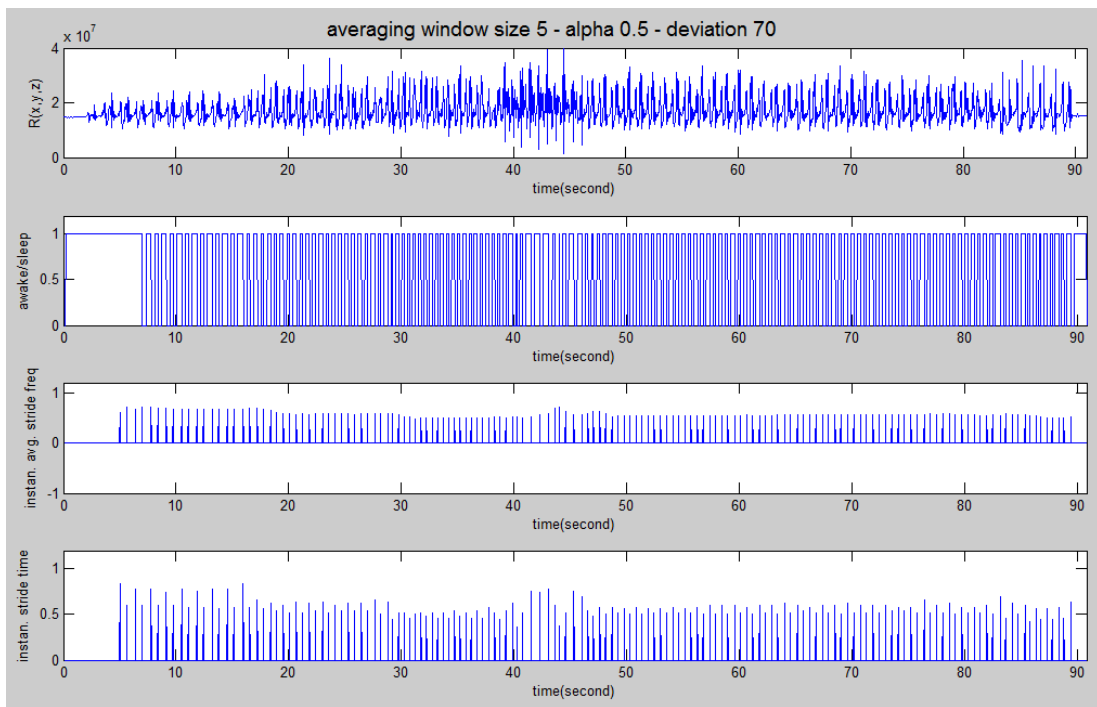 averaging window size 5 - alpha 0.5 - deviation 70
x 10^7
4
2
0
R(x,y,z)
0 10 20 30 40 50 60 70 80 90
time(second)
1
0.5
0
awake/sleep
0 10 20 30 40 50 60 70 80 90
time(second)
1
0
-1
instan. avg. stride freq
0 10 20 30 40 50 60 70 80 90
time(second)
1
0.5
0
instan. stride time
0 10 20 30 40 50 60 70 80 90
time(second)